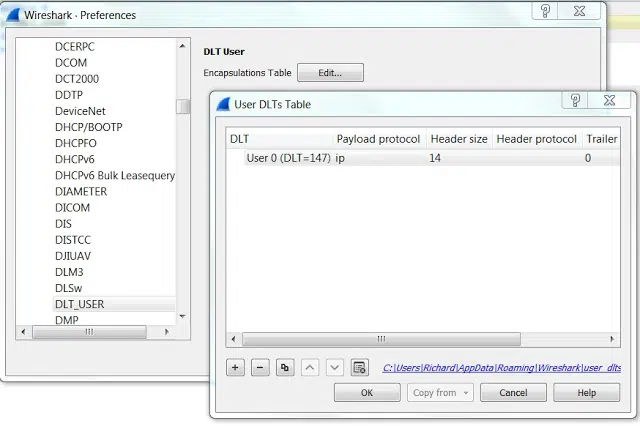 Wireshark · Preferences
DCERPC
DCOM
DCT2000
DDTP
DeviceNet
DHCP/BOOTP
DHCPFO
DHCPv6
DHCPv6 Bulk Leasequery
DIAMETER
DICOM
DIS
DISTCC
DJIUAV
DLM3
DLSw
DLT_USER
DMP
DLT User
Encapsulations Table Edit...
User DLTs Table
DLT Payload protocol Header size Header protocol Trailer
User 0 (DLT=147) ip 14 0
C:\Users\Richard\AppData\Roaming\Wireshark\user_dlts
OK Copy from Cancel Help